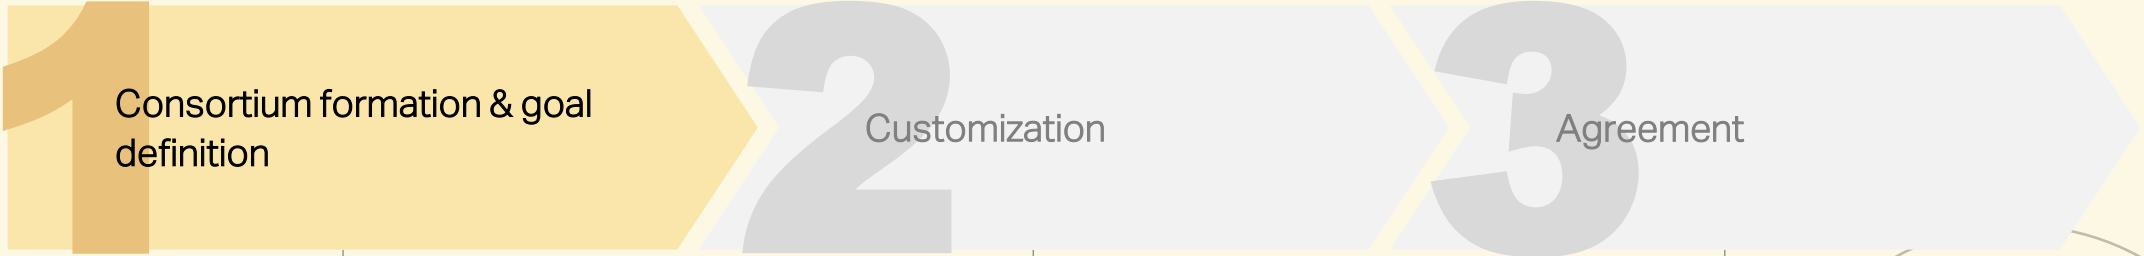 1
Consortium formation & goal
definition
2
Customization
3
Agreement